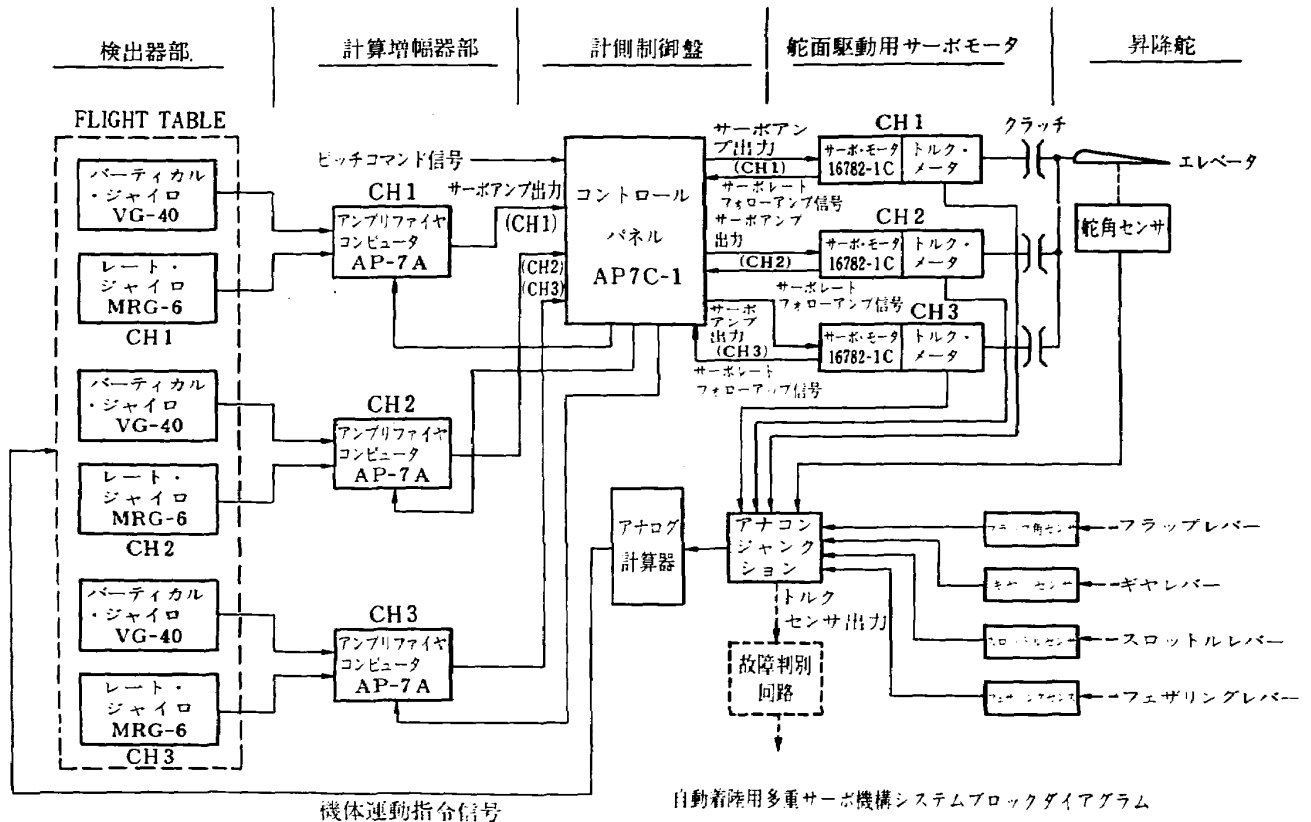 検出器部
計算増幅器部
計側制御盤
舵面駆動用サーボモータ
昇降舵
FLIGHT TABLE
バーティカル
・ジャイロ
VG-40
レート・
ジャイロ
MRG-6
CH1
バーティカル
・ジャイロ
VG-40
レート・
ジャイロ
MRG-6
CH2
バーティカル
・ジャイロ
VG-40
レート・
ジャイロ
MRG-6
CH3
ピッチコマンド信号
CH1
アンプリファイヤ
コンピュータ
AP-7A
サーボアンプ出力
(CH1)
(CH2)
(CH3)
CH2
アンプリファイヤ
コンピュータ
AP-7A
CH3
アンプリファイヤ
コンピュータ
AP-7A
コントロール
パネル
AP7C-1
サーボアン
プ出力
(CH1)
サーボレート
フォローアンプ信号
サーボアンプ
出力
(CH2)
サーボレート
フォローアンプ信号
サーボ
アンプ
出力
(CH3)
サーボレート
フォローアップ信号
CH1
サーボ・モータ
16782-1C
トルク・
メータ
CH2
サーボ・モータ
16782-1C
トルク・
メータ
CH3
サーボ・モータ
16782-1C
トルク・
メータ
クラッチ
エレベータ
舵角センサ
アナログ
計算器
アナコン
ジャンク
ション
トルク
センサ出力
故障判別
回路
フラップ角センサ
フラップレバー
ギヤセンサ
ギヤレバー
スロットルセンサ
スロットルレバー
フェザリングレバー
機体運動指令信号
自動着陸用多重サーボ機構システムブロックダイアグラム